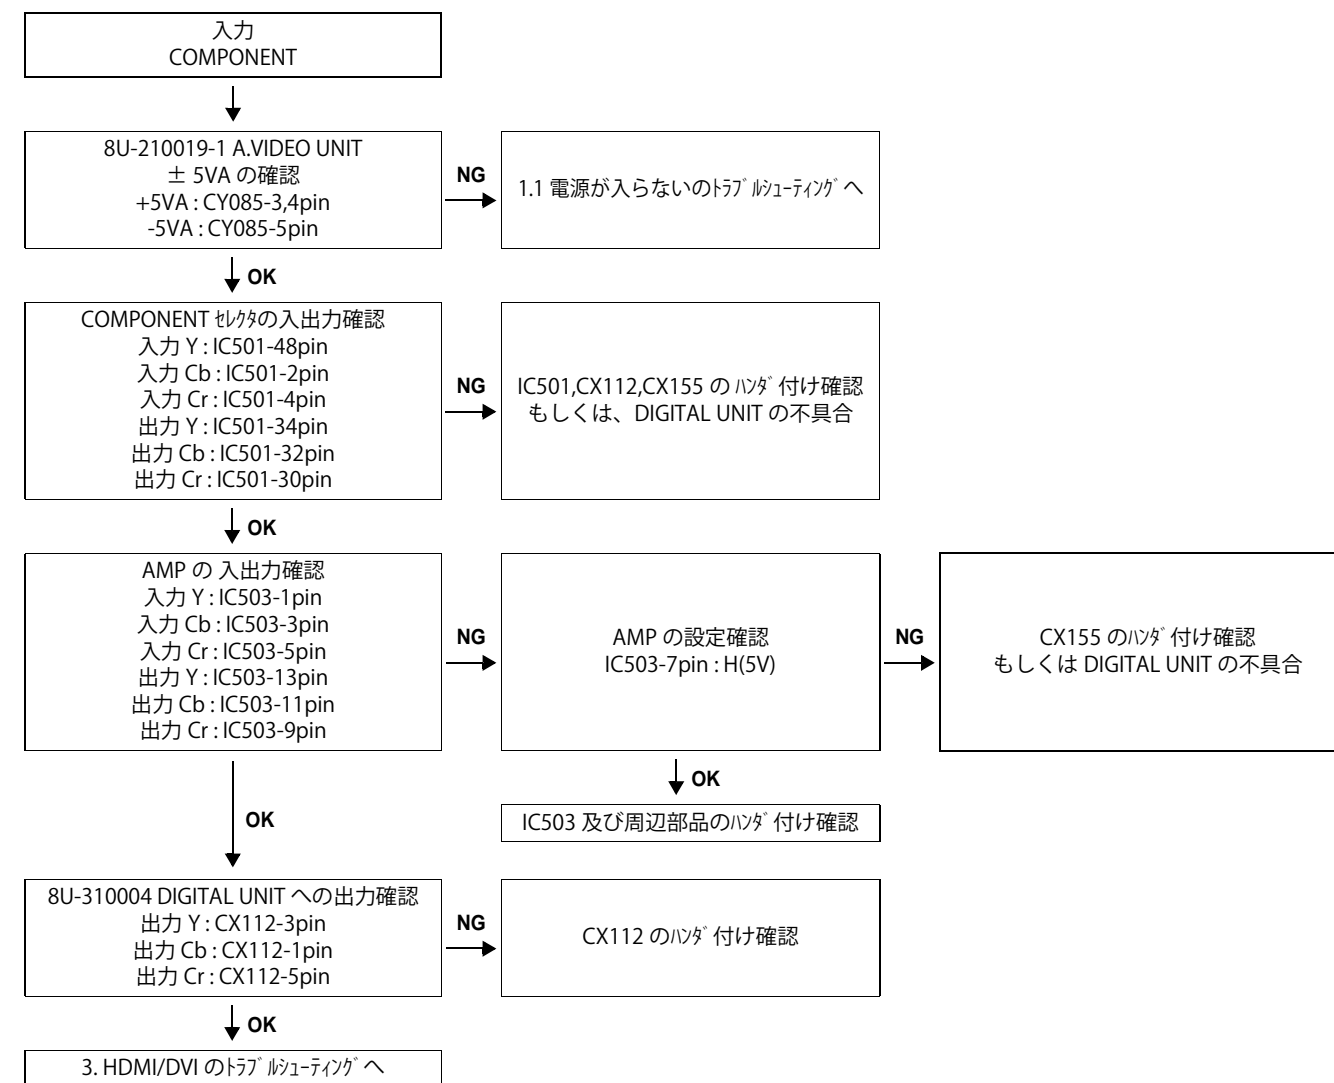 入力
COMPONENT
8U-210019-1 A.VIDEO UNIT
± 5VA の確認
+5VA : CY085-3,4pin
-5VA : CY085-5pin
NG
1.1 電源が入らないのﾄﾗﾌﾞﾙｼｭｰﾃｨﾝｸﾞへ
OK
COMPONENT ｾﾚｸﾀの入出力確認
入力 Y : IC501-48pin
入力 Cb : IC501-2pin
入力 Cr : IC501-4pin
出力 Y : IC501-34pin
出力 Cb : IC501-32pin
出力 Cr : IC501-30pin
NG
IC501,CX112,CX155 の ﾊﾝﾀﾞ付け確認
もしくは、DIGITAL UNIT の不具合
OK
AMP の 入出力確認
入力 Y : IC503-1pin
入力 Cb : IC503-3pin
入力 Cr : IC503-5pin
出力 Y : IC503-13pin
出力 Cb : IC503-11pin
出力 Cr : IC503-9pin
NG
AMP の設定確認
IC503-7pin : H(5V)
NG
CX155 のﾊﾝﾀﾞ付け確認
もしくは DIGITAL UNIT の不具合
OK
IC503 及び周辺部品のﾊﾝﾀﾞ付け確認
OK
8U-310004 DIGITAL UNIT への出力確認
出力 Y : CX112-3pin
出力 Cb : CX112-1pin
出力 Cr : CX112-5pin
NG
CX112 のﾊﾝﾀﾞ付け確認
OK
3. HDMI/DVI のﾄﾗﾌﾞﾙｼｭｰﾃｨﾝｸﾞへ